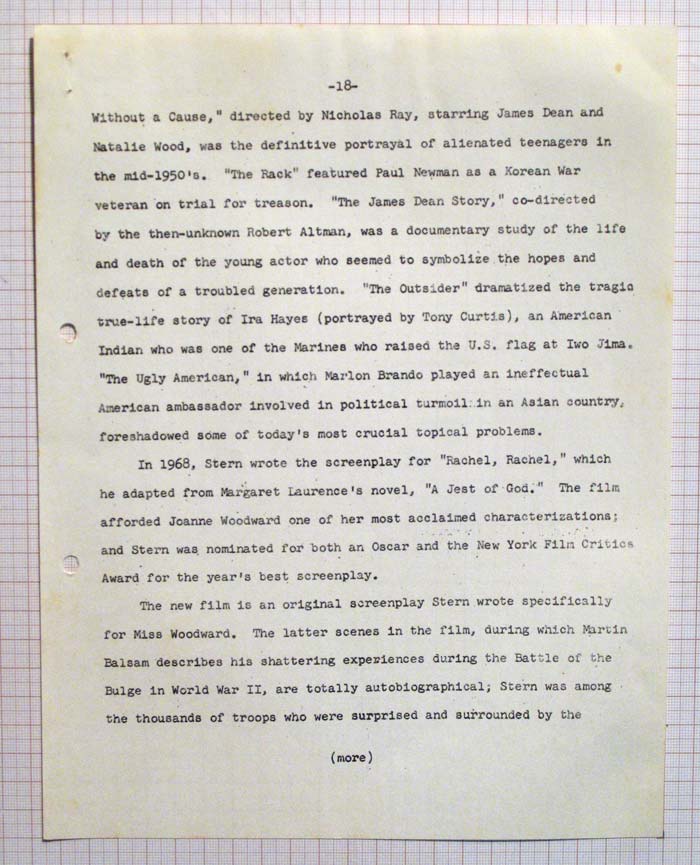 -18-
Without a Cause," directed by Nicholas Ray, starring James Dean and
Natalie Wood, was the definitive portrayal of alienated teenagers in
the mid-1950's. "The Rack" featured Paul Newman as a Korean War
veteran on trial for treason. "The James Dean Story," co-directed
by the then-unknown Robert Altman, was a documentary study of the life
and death of the young actor who seemed to symbolize the hopes and
defeats of a troubled generation. "The Outsider" dramatized the tragic
true-life story of Ira Hayes (portrayed by Tony Curtis), an American
Indian who was one of the Marines who raised the U.S. flag at Iwo Jima.
"The Ugly American," in which Marlon Brando played an ineffectual
American ambassador involved in political turmoil in an Asian country,
foreshadowed some of today's most crucial topical problems.
In 1968, Stern wrote the screenplay for "Rachel, Rachel," which
he adapted from Margaret Laurence's novel, "A Jest of God." The film
afforded Joanne Woodward one of her most acclaimed characterizations;
and Stern was nominated for both an Oscar and the New York Film Critics
Award for the year's best screenplay.
The new film is an original screenplay Stern wrote specifically
for Miss Woodward. The latter scenes in the film, during which Martin
Balsam describes his shattering experiences during the Battle of the
Bulge in World War II, are totally autobiographical; Stern was among
the thousands of troops who were surprised and surrounded by the
(more)